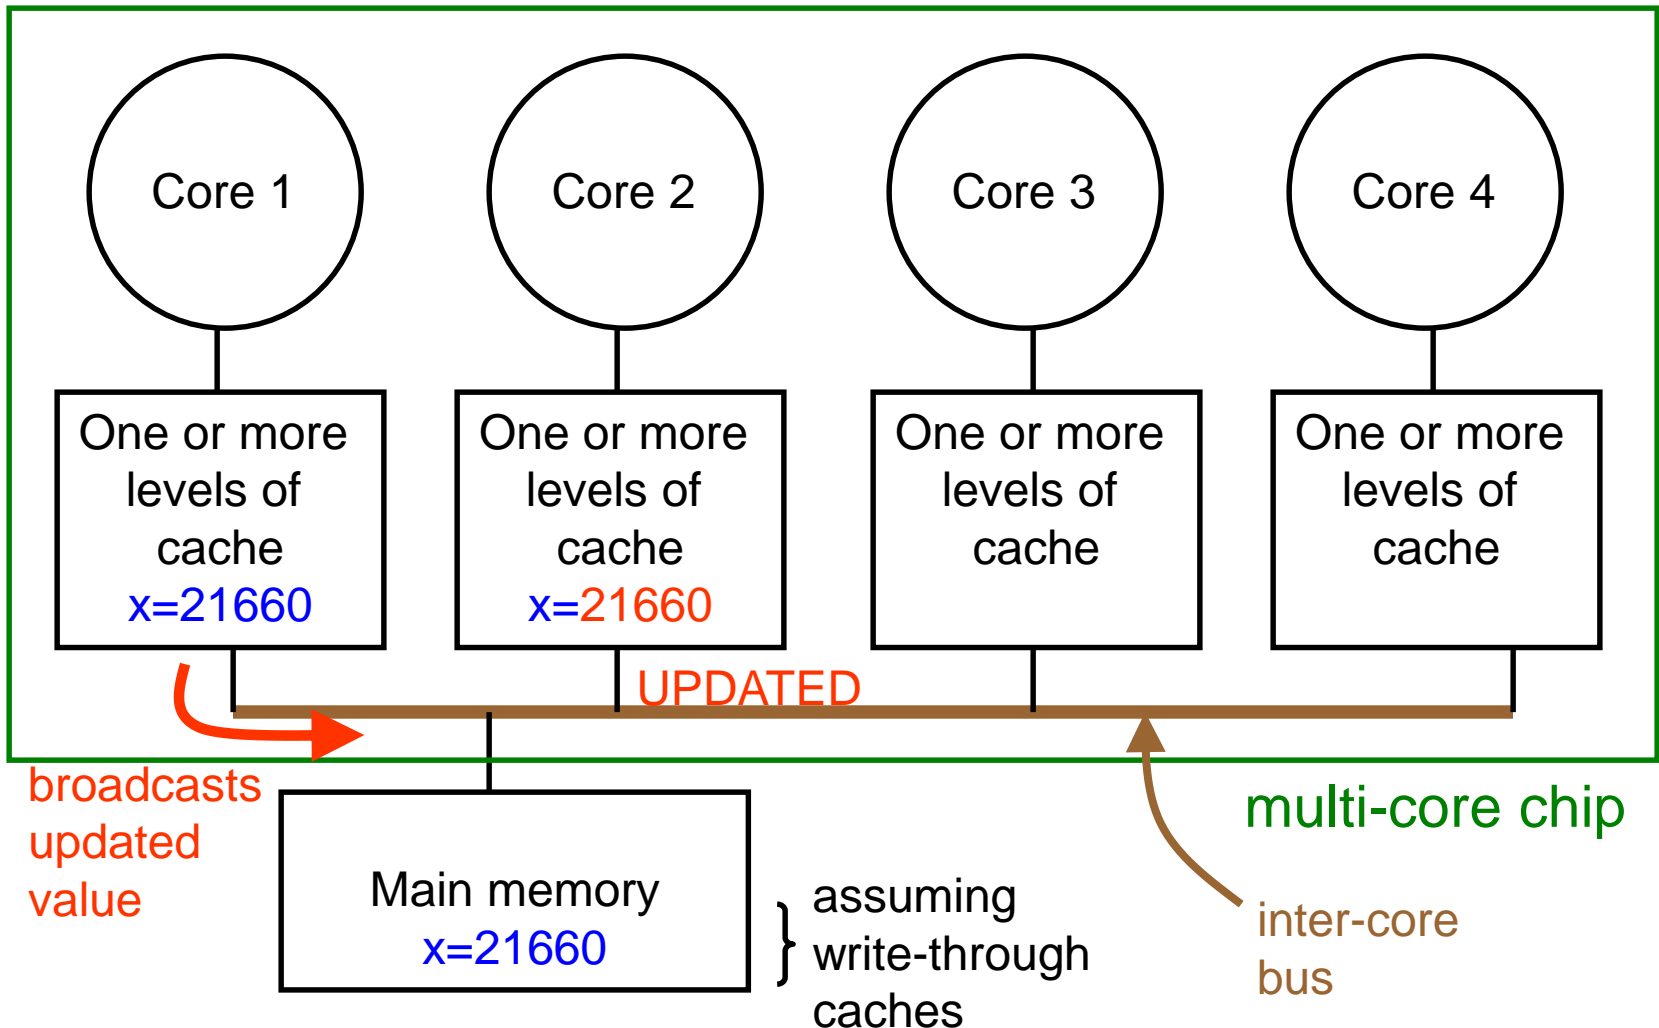 Core 1
Core 2
Core 3
Core 4
One or more
levels of
cache
x=21660
One or more
levels of
cache
x=21660
One or more
levels of
cache
One or more
levels of
cache
UPDATED
broadcasts
updated
value
multi-core chip
Main memory
x=21660
assuming
write-through
caches
inter-core
bus